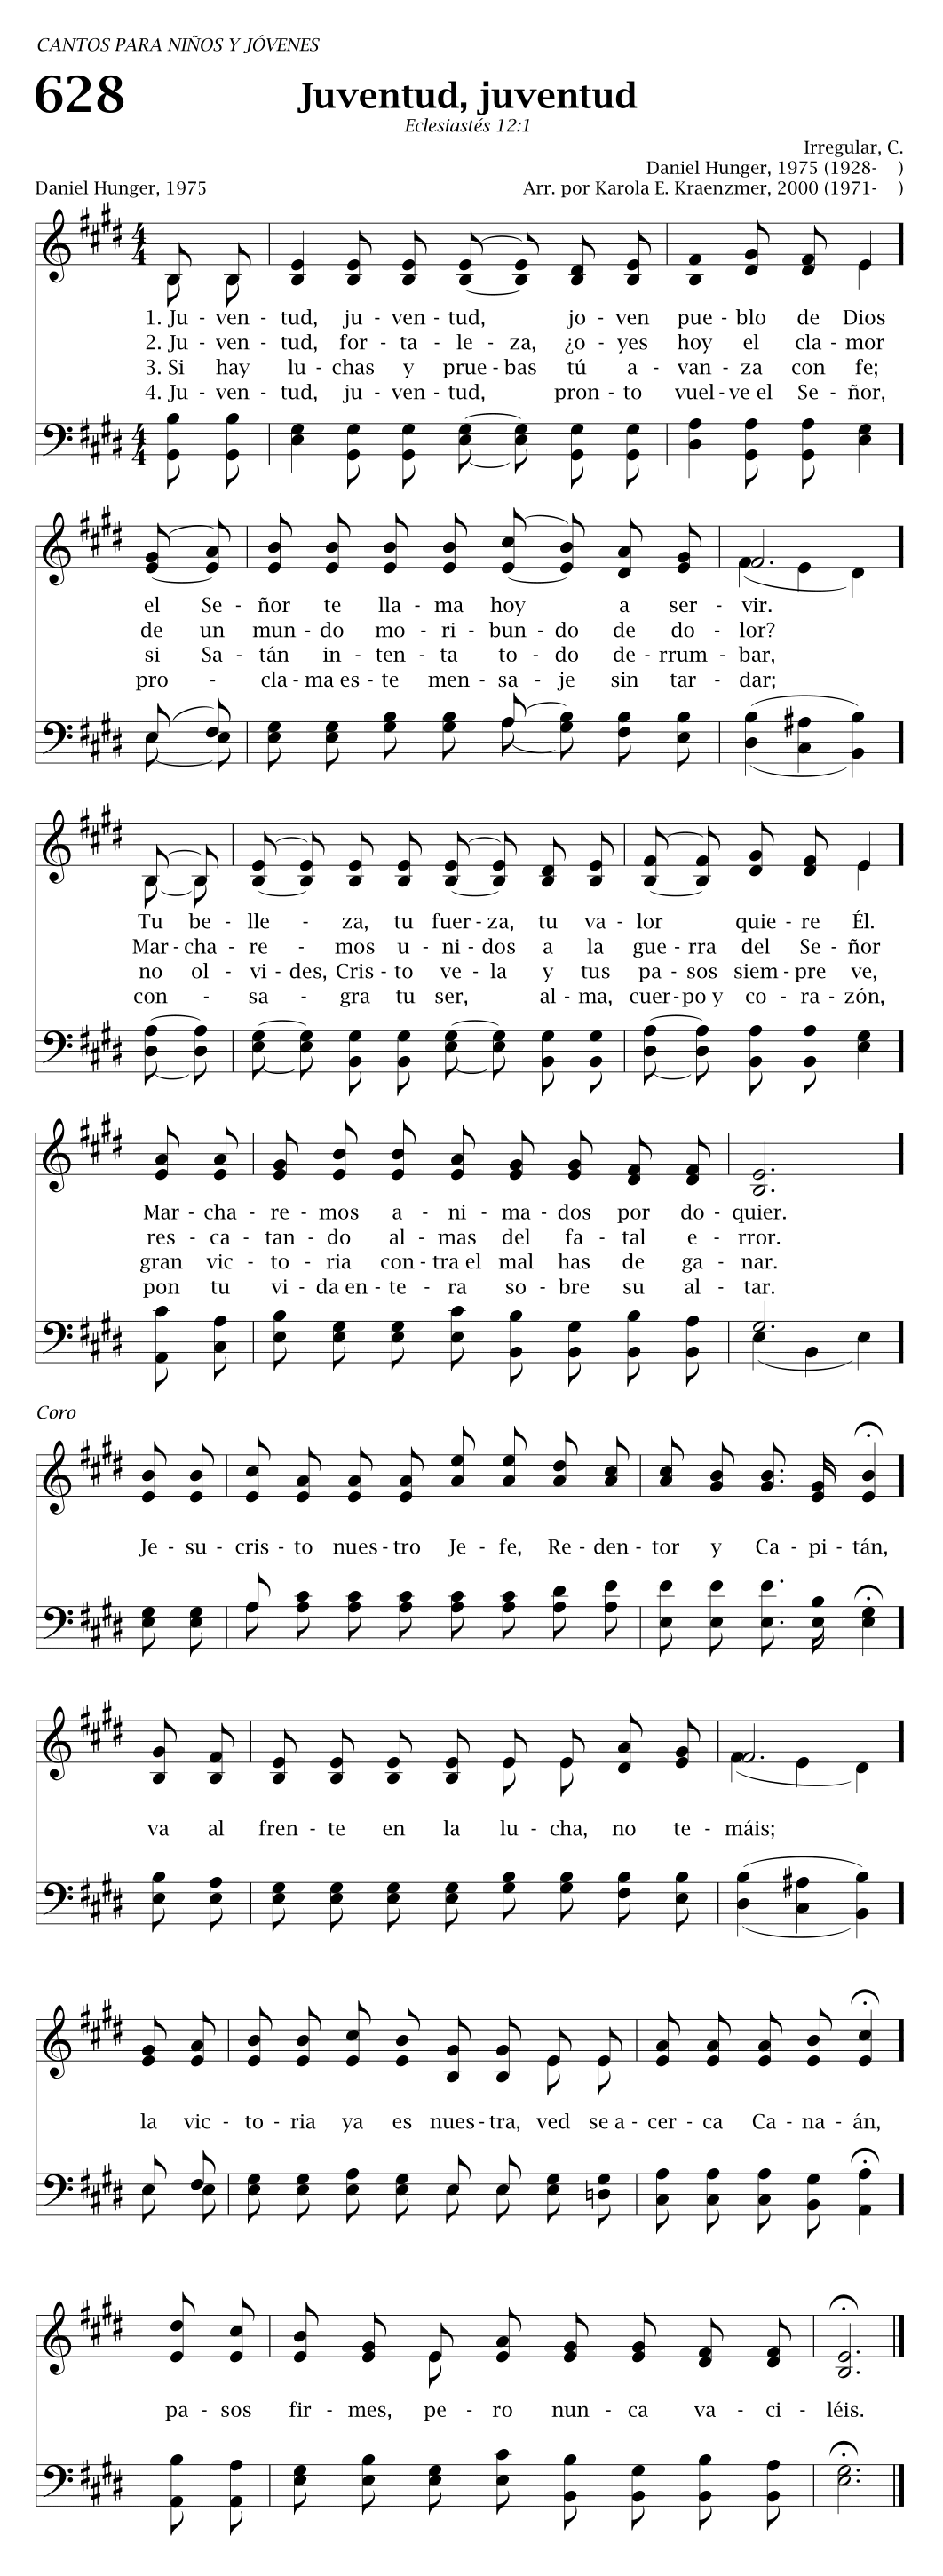 CANTOS PARA NIÑOS Y JÓVENES
628
Juventud, juventud
Eclesiastés 12:1
Irregular, C.
Daniel Hunger, 1975 (1928- )
Daniel Hunger, 1975
Arr. por Karola E. Kraenzmer, 2000 (1971- )
1. Ju - ven - tud, ju - ven - tud, jo - ven pue - blo de Dios
2. Ju - ven - tud, for - ta - le - za, ¿o - yes hoy el cla - mor
3. Si hay lu - chas y prue - bas tú a - van - za con fe;
4. Ju - ven - tud, ju - ven - tud, pron - to vuel - ve el Se - ñor,
el Se - ñor te lla - ma hoy a ser - vir.
de un mun - do mo - ri - bun - do de do - lor?
si Sa - tán in - ten - ta to - do de - rrum - bar,
pro - cla - ma es - te men - sa - je sin tar - dar;
Tu be - lle - za, tu fuer - za, tu va - lor quie - re Él.
Mar - cha - re - mos u - ni - dos a la gue - rra del Se - ñor
no ol - vi - des, Cris - to ve - la y tus pa - sos siem - pre ve,
con - sa - gra tu ser, al - ma, cuer - po y co - ra - zón,
Mar - cha - re - mos a - ni - ma - dos por do - quier.
res - ca - tan - do al - mas del fa - tal e - rror.
gran vic - to - ria con - tra el mal has de ga - nar.
pon tu vi - da en - te - ra so - bre su al - tar.
Coro
Je - su - cris - to nues - tro Je - fe, Re - den - tor y Ca - pi - tán,
va al fren - te en la lu - cha, no te - máis;
la vic - to - ria ya es nues - tra, ved se a - cer - ca Ca - na - án,
pa - sos fir - mes, pe - ro nun - ca va - ci - léis.